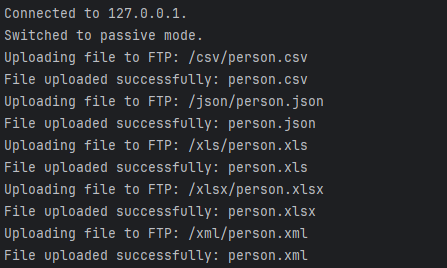 Connected to 127.0.0.1.
Switched to passive mode.
Uploading file to FTP: /csv/person.csv
File uploaded successfully: person.csv
Uploading file to FTP: /json/person.json
File uploaded successfully: person.json
Uploading file to FTP: /xls/person.xls
File uploaded successfully: person.xls
Uploading file to FTP: /xlsx/person.xlsx
File uploaded successfully: person.xlsx
Uploading file to FTP: /xml/person.xml
File uploaded successfully: person.xml